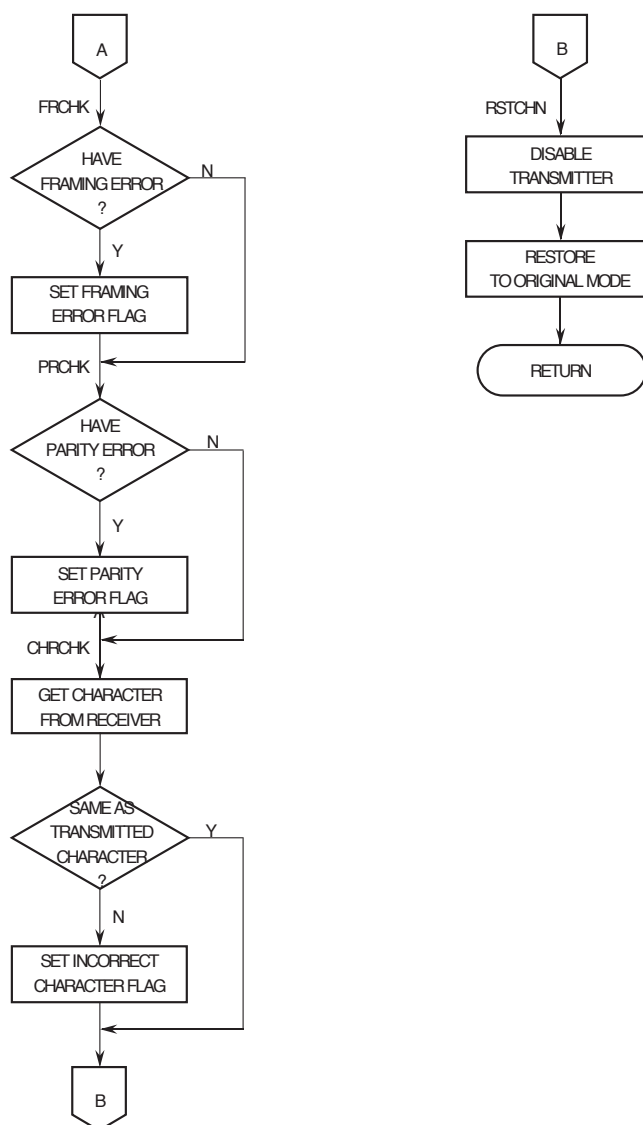 A
FRCHK
HAVE
FRAMING ERROR
?
N
Y
SET FRAMING
ERROR FLAG
PRCHK
HAVE
PARITY ERROR
?
N
Y
SET PARITY
ERROR FLAG
CHRCHK
GET CHARACTER
FROM RECEIVER
SAME AS
TRANSMITTED
CHARACTER
?
Y
N
SET INCORRECT
CHARACTER FLAG
B
B
RSTCHN
DISABLE
TRANSMITTER
RESTORE
TO ORIGINAL MODE
RETURN